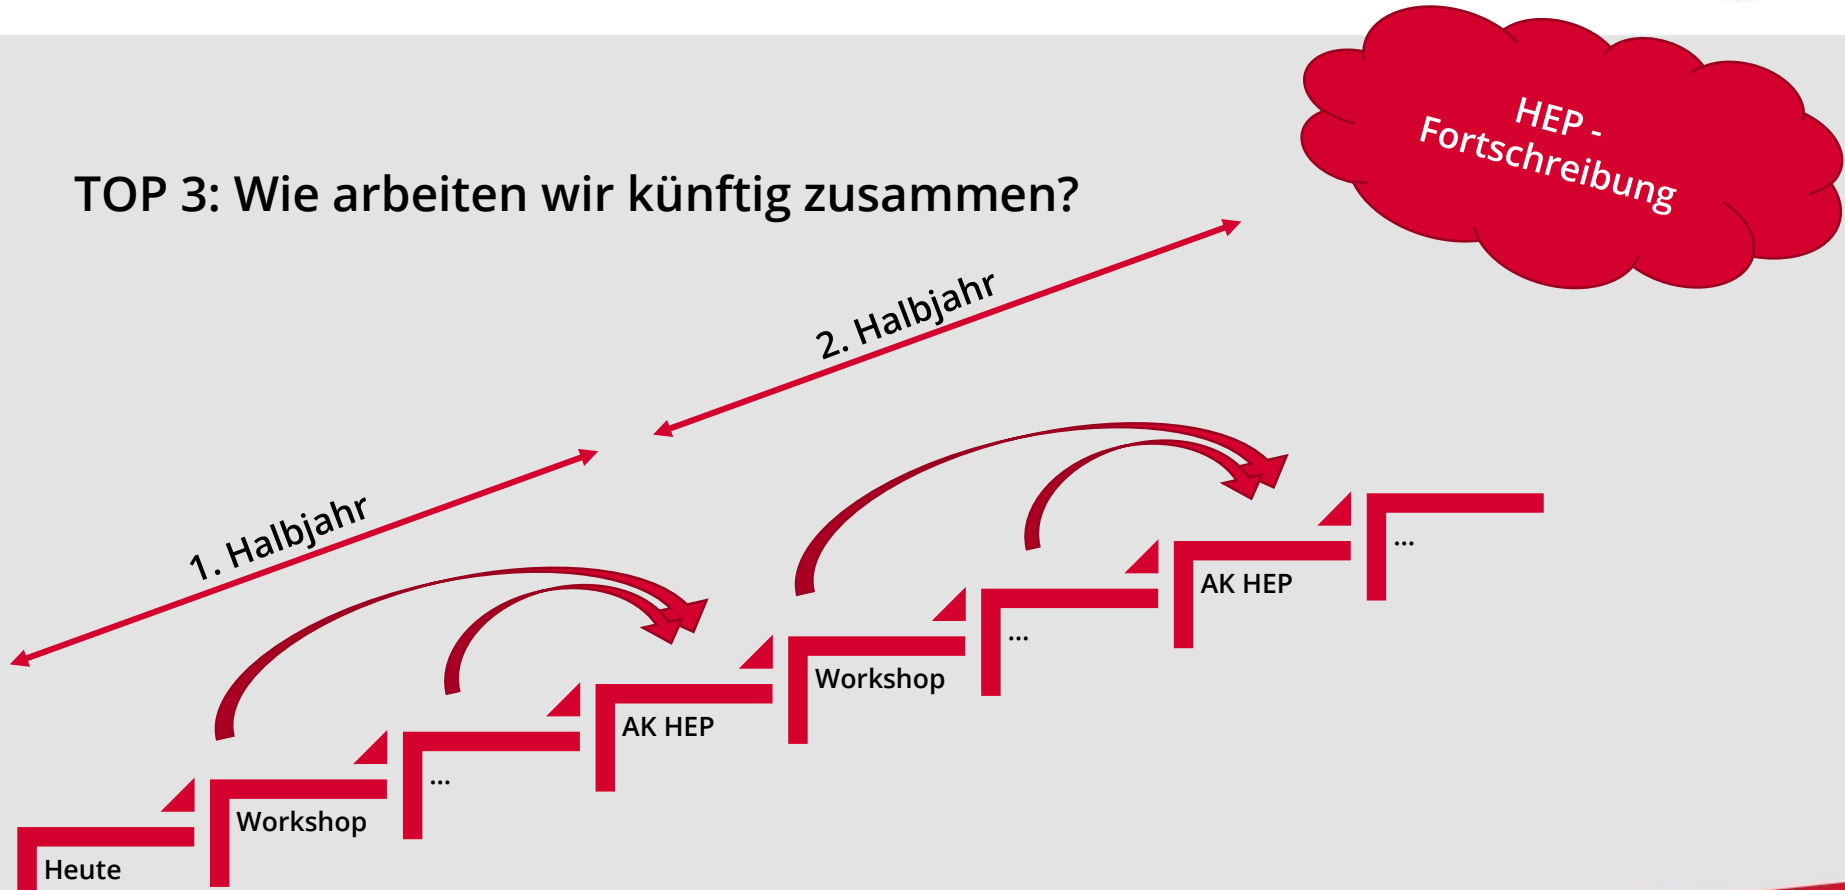 HEP -
Fortschreibung
TOP 3: Wie arbeiten wir künftig zusammen?
2. Halbjahr
1. Halbjahr
Heute
Workshop
...
AK HEP
Workshop
...
AK HEP
...